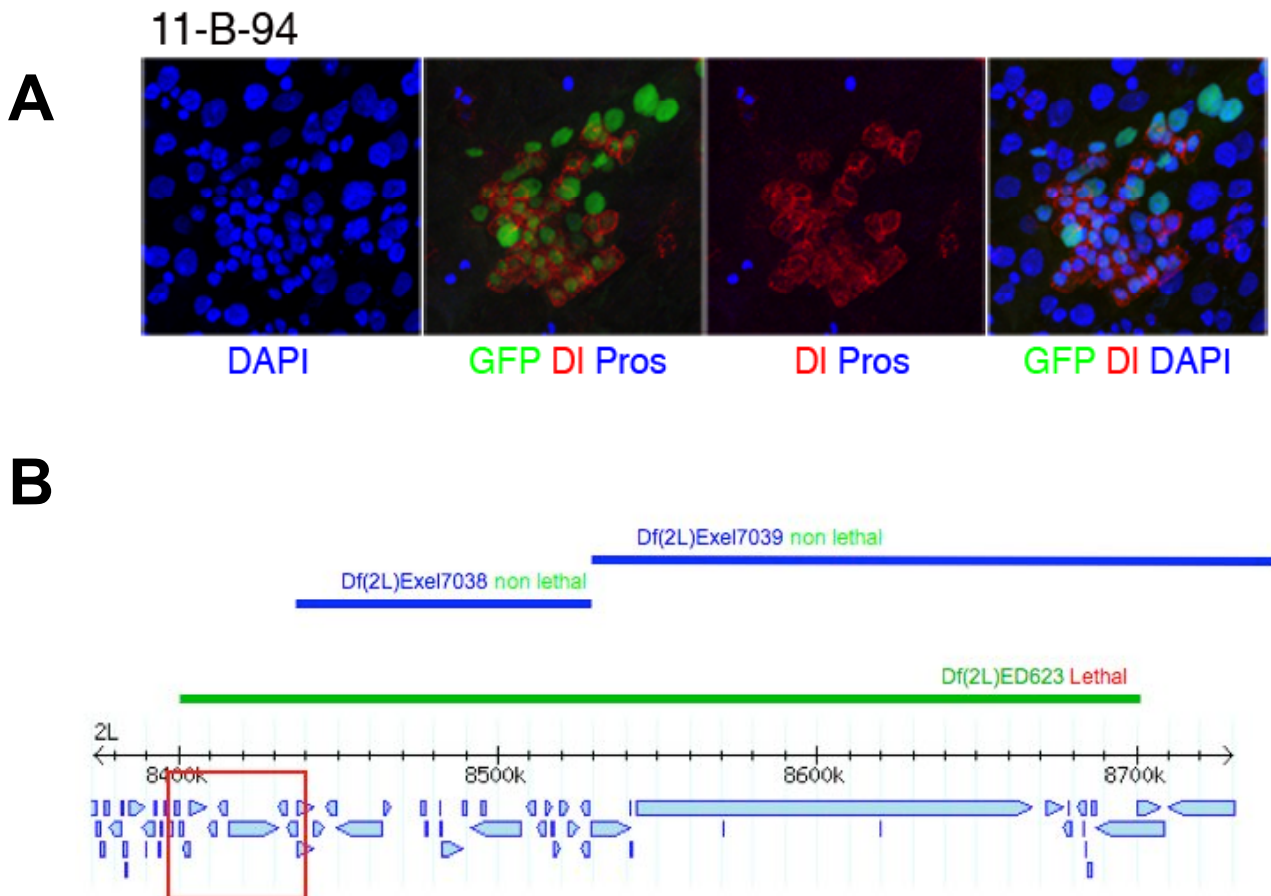 11-B-94
A
DAPI GFP Dl Pros Dl Pros GFP Dl DAPI
B
Df(2L)Exel7039 non lethal
Df(2L)Exel7038 non lethal
Df(2L)ED623 Lethal
2L
8400k 8500k 8600k 8700k